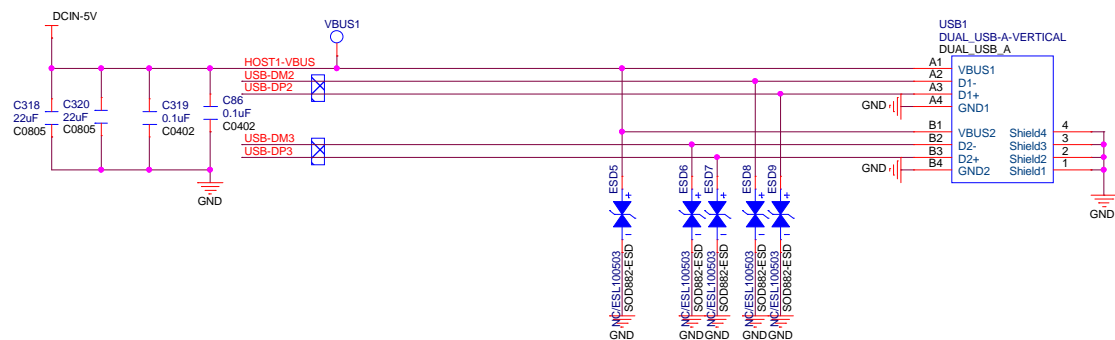 DCIN-5V
VBUS1
USB1
DUAL_USB-A-VERTICAL
DUAL_USB_A
HOST1-VBUS
USB-DM2
USB-DP2
A1
A2
A3
A4
VBUS1
D1-
D1+
GND1
GND
C318
22uF
C0805
C320
22uF
C0805
C319
0.1uF
C0402
C86
0.1uF
C0402
USB-DM3
USB-DP3
B1
B2
B3
B4
VBUS2
D2-
D2+
GND2
GND
Shield4
Shield3
Shield2
Shield1
4
3
2
1
GND
GND
ESD5
ESD6
ESD7
ESD8
ESD9
+
+
+
+
+
−
−
−
−
−
NC/ESL100503
SOD882-ESD
NC/ESL100503
SOD882-ESD
NC/ESL100503
SOD882-ESD
NC/ESL100503
SOD882-ESD
NC/ESL100503
SOD882-ESD
GND
GND
GND
GND
GND